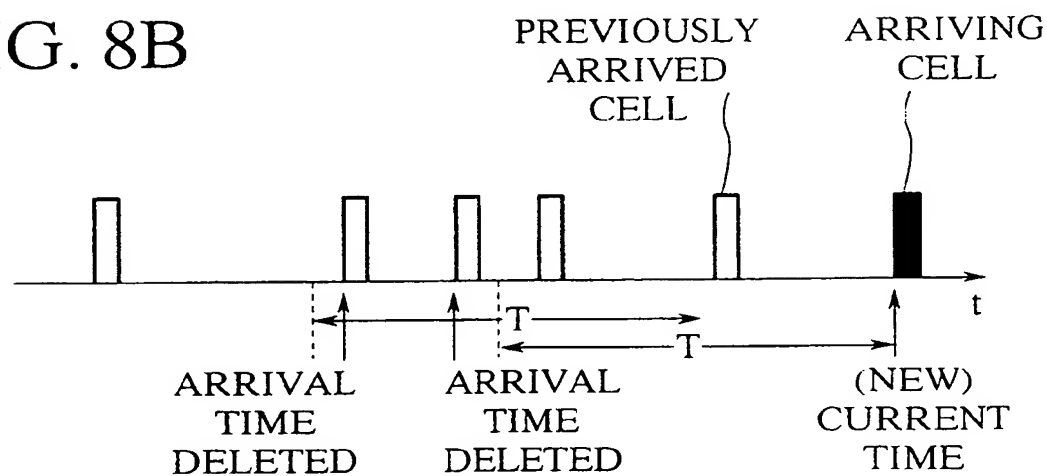 G. 8B
PREVIOUSLY
ARRIVED
CELL
ARRIVING
CELL
t
T
T
ARRIVAL
TIME
DELETED
ARRIVAL
TIME
DELETED
(NEW)
CURRENT
TIME